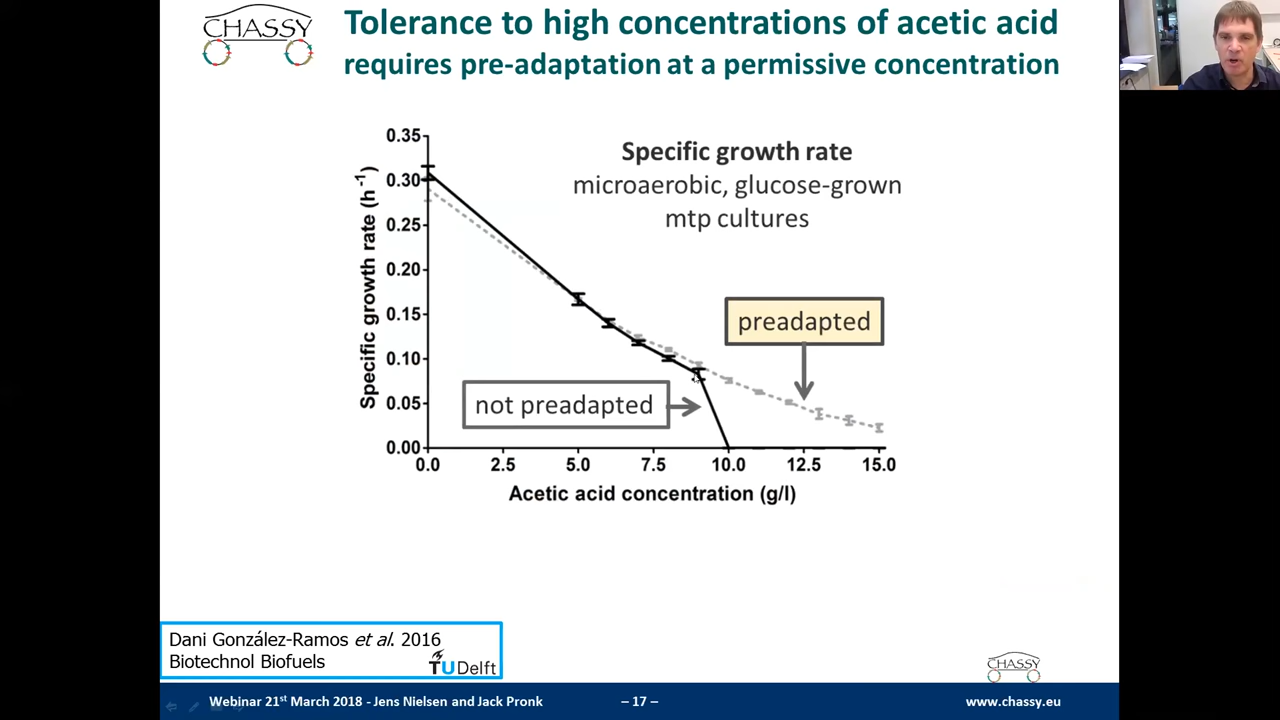 CHASSY
Tolerance to high concentrations of acetic acid
requires pre-adaptation at a permissive concentration
Specific growth rate
microaerobic, glucose-grown
mtp cultures
Specific growth rate (h⁻¹)
0.35
0.30
0.25
0.20
0.15
0.10
0.05
0.00
preadapted
not preadapted
0.0 2.5 5.0 7.5 10.0 12.5 15.0
Acetic acid concentration (g/l)
Dani González-Ramos et al. 2016
Biotechnol Biofuels
TUDelft
CHASSY
Webinar 21st March 2018 - Jens Nielsen and Jack Pronk – 17 – www.chassy.eu